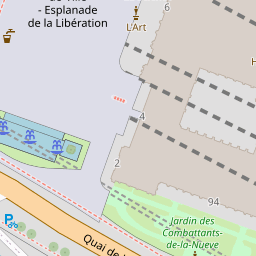 - Esplanade
de la Libération
L'Art
6
4
2
94
Jardin des
Combattants-
de-la-Nueve
Quai de
P